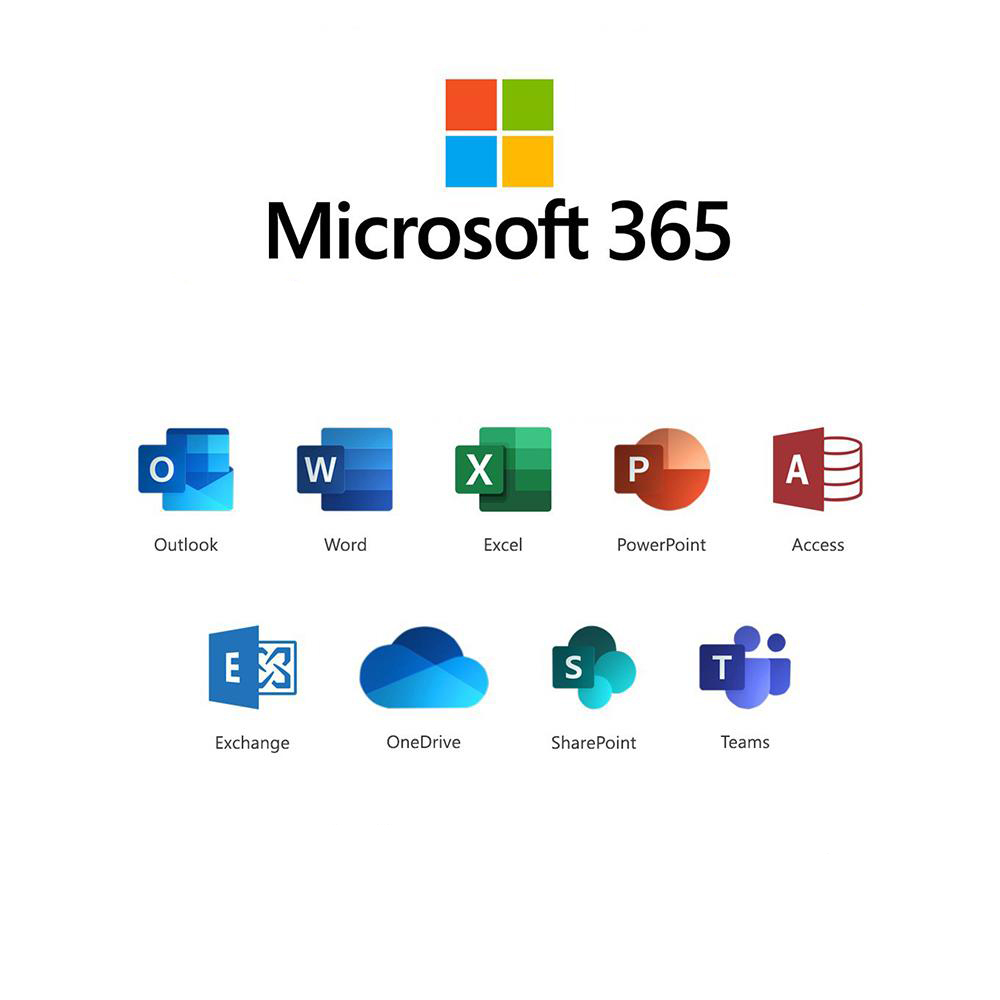 Microsoft 365
O
W
X
P
A
Outlook
Word
Excel
PowerPoint
Access
E
S
T
Exchange
OneDrive
SharePoint
Teams